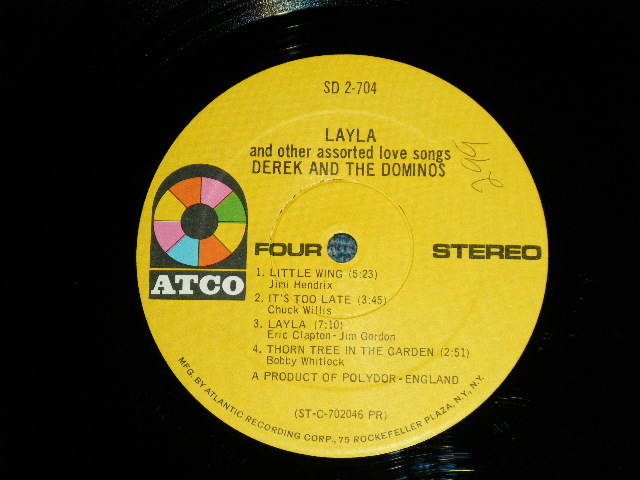 SD 2-704
LAYLA
and other assorted love songs
DEREK AND THE DOMINOS
ATCO
FOUR
STEREO
1. LITTLE WING (5:23)
Jimi Hendrix
2. IT'S TOO LATE (3:45)
Chuck Willis
3. LAYLA (7:10)
Eric Clapton-Jim Gordon
4. THORN TREE IN THE GARDEN (2:51)
Bobby Whitlock
A PRODUCT OF POLYDOR-ENGLAND
(ST-C-702046 PR)
MFG. BY ATLANTIC RECORDING CORP., 75 ROCKEFELLER PLAZA, N.Y., N.Y.